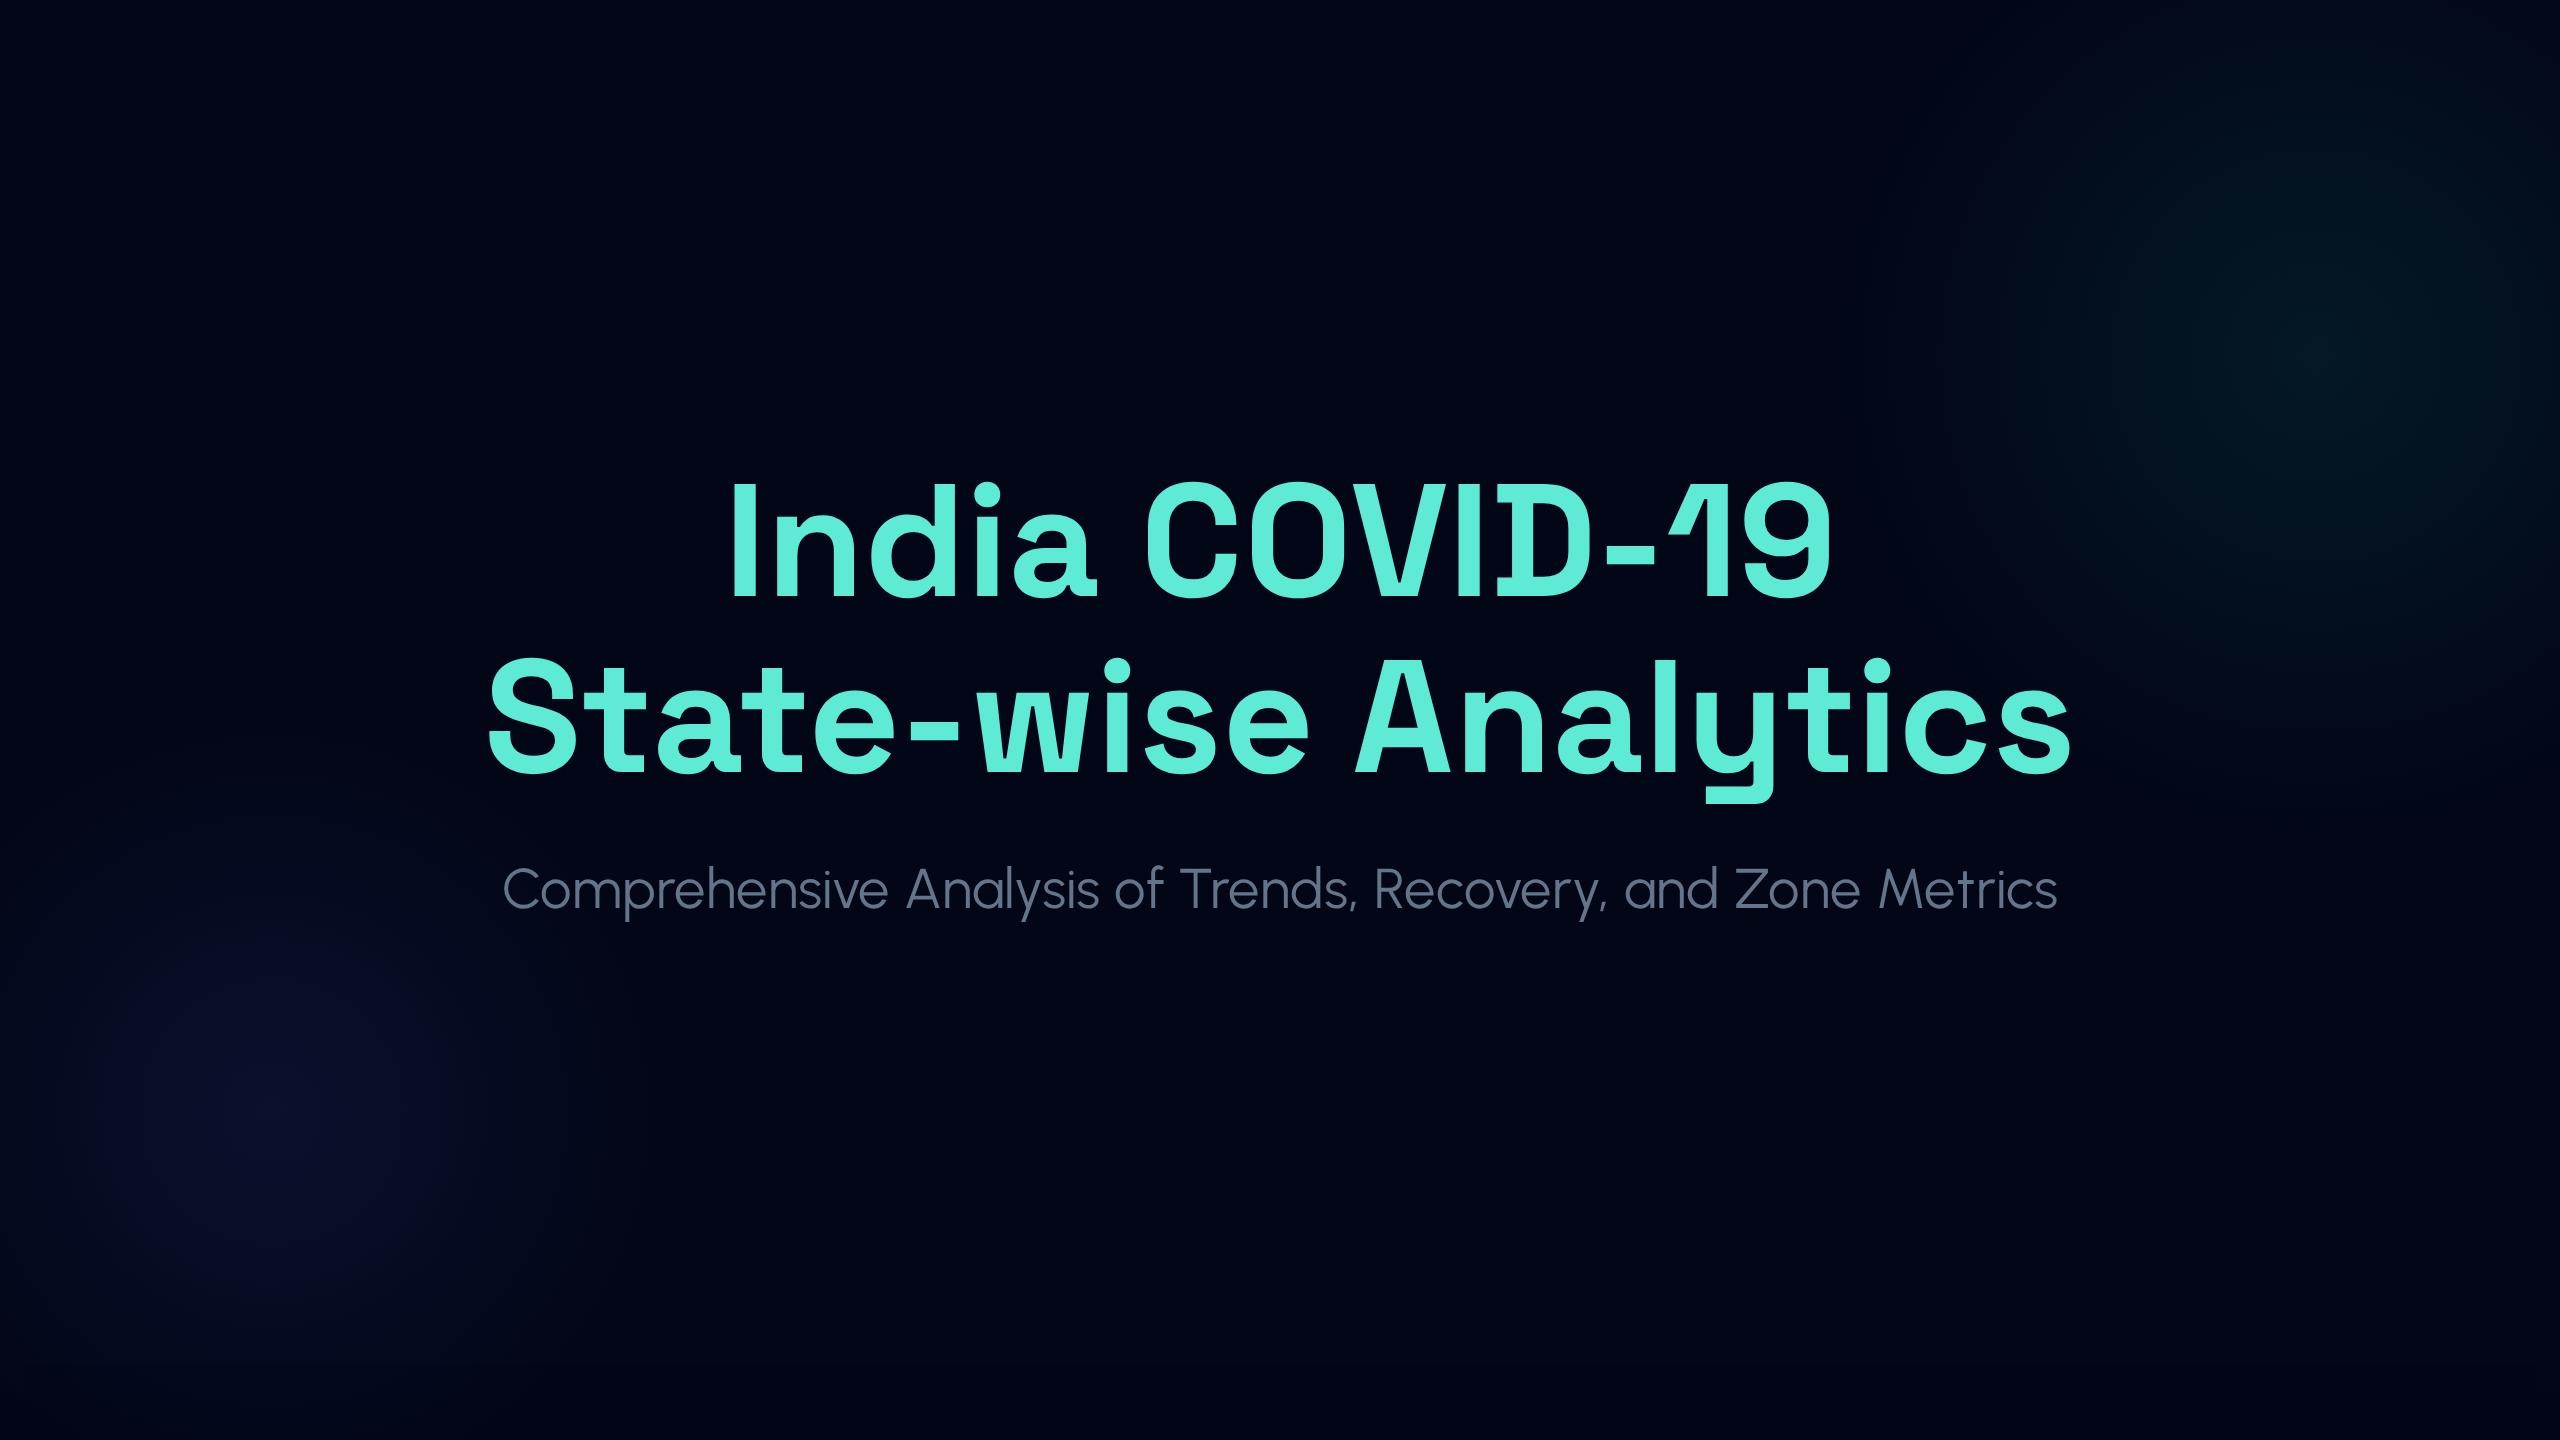 India COVID-19
State-wise Analytics
Comprehensive Analysis of Trends, Recovery, and Zone Metrics